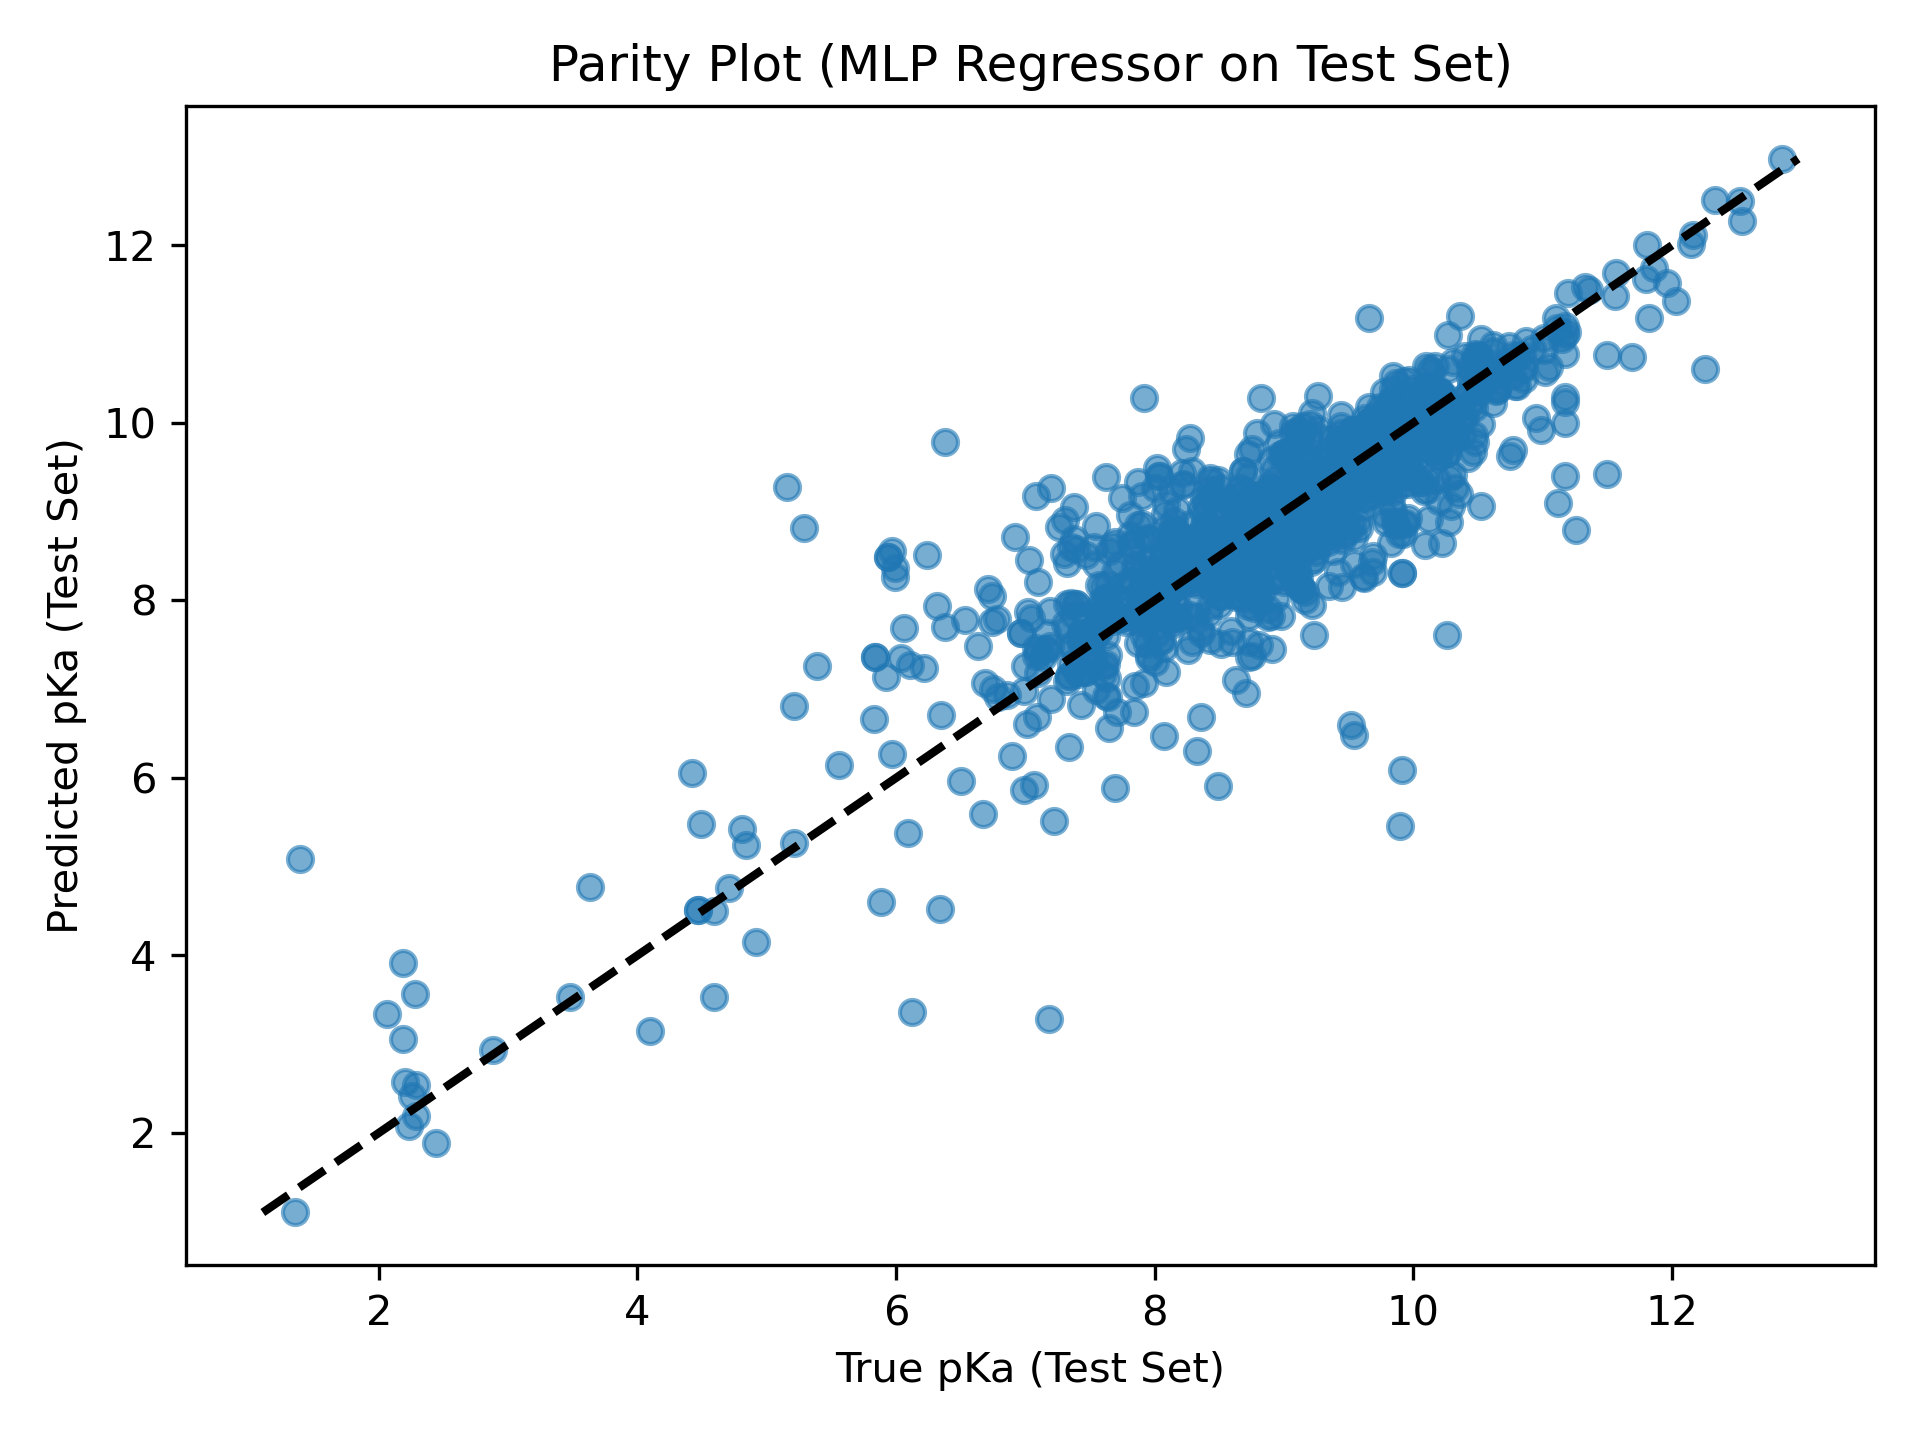 Parity Plot (MLP Regressor on Test Set)
Predicted pKa (Test Set)
12
10
8
6
4
2
2 4 6 8 10 12
True pKa (Test Set)